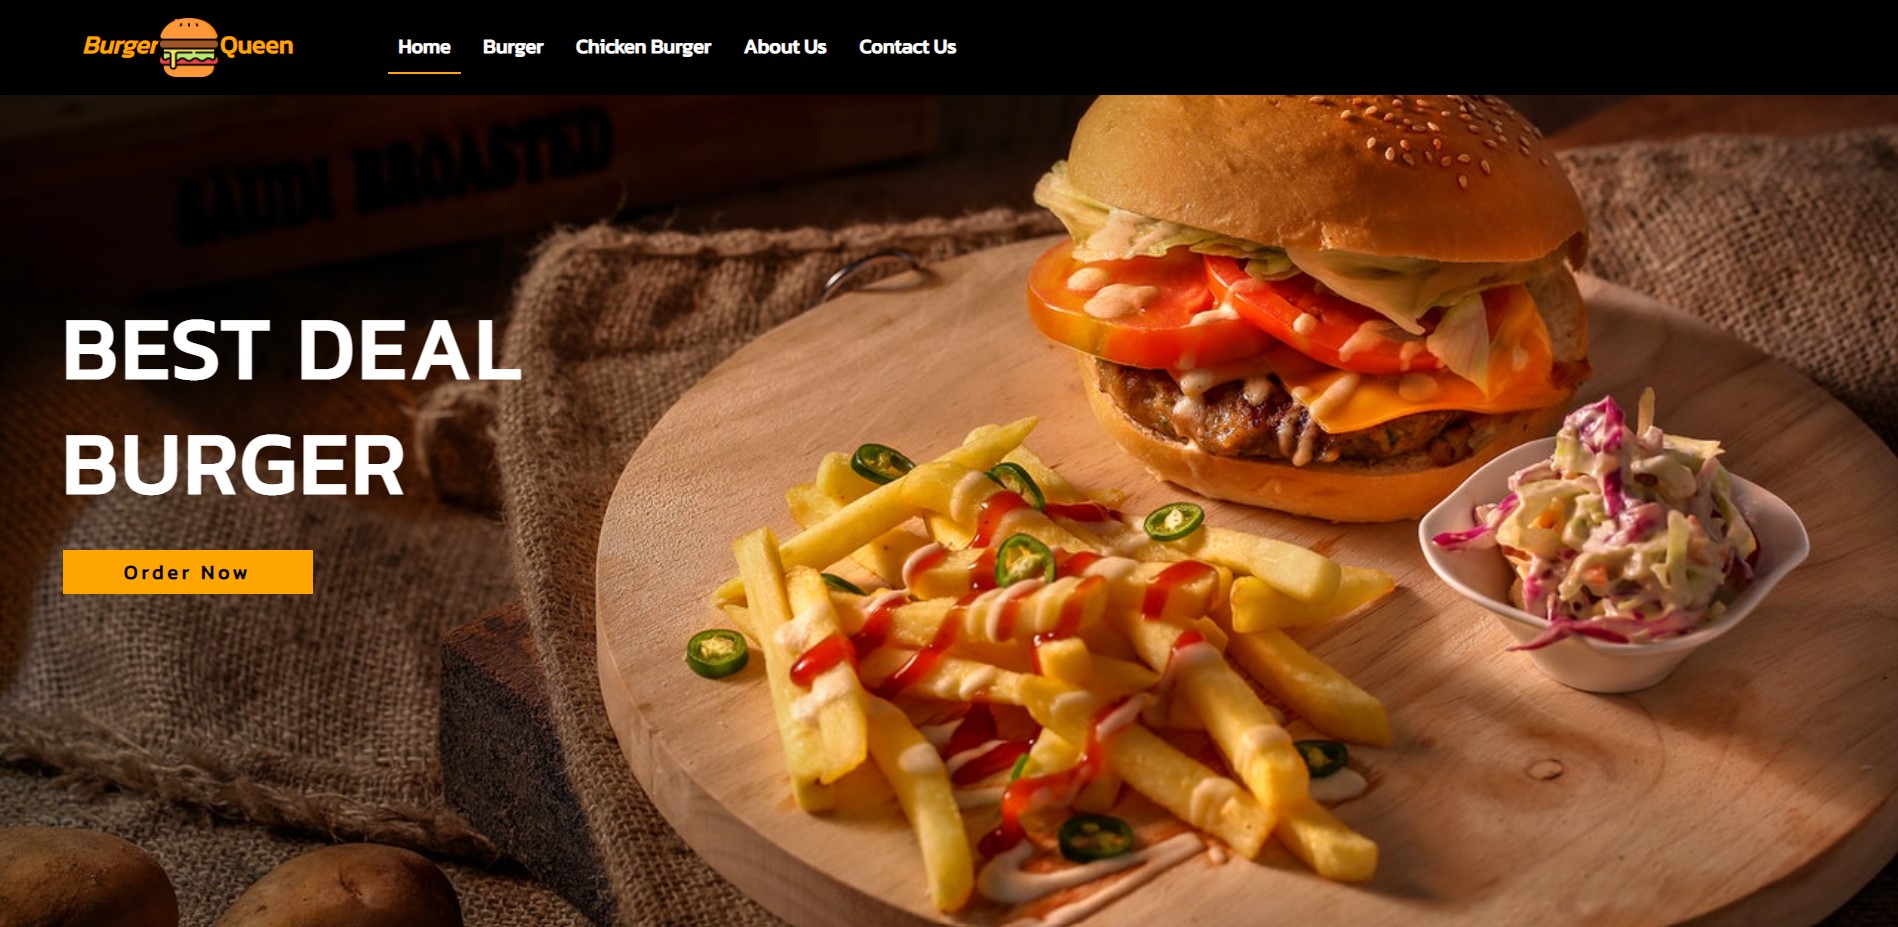 Burger Queen
Home Burger Chicken Burger About Us Contact Us
SAUDI BROASTED
BEST DEAL
BURGER
Order Now